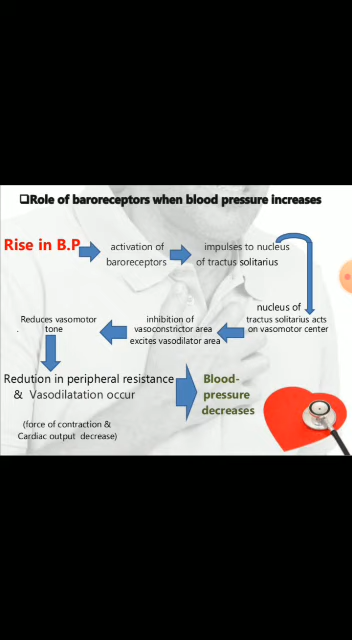 ❑Role of baroreceptors when blood pressure increases
Rise in B.P
activation of
baroreceptors
impulses to nucleus
of tractus solitarius
nucleus of
tractus solitarius acts
on vasomotor center
inhibition of
vasoconstrictor area
excites vasodilator area
Reduces vasomotor
. tone
Redution in peripheral resistance
& Vasodilatation occur
(force of contraction &
Cardiac output decrease)
Blood-
pressure
decreases